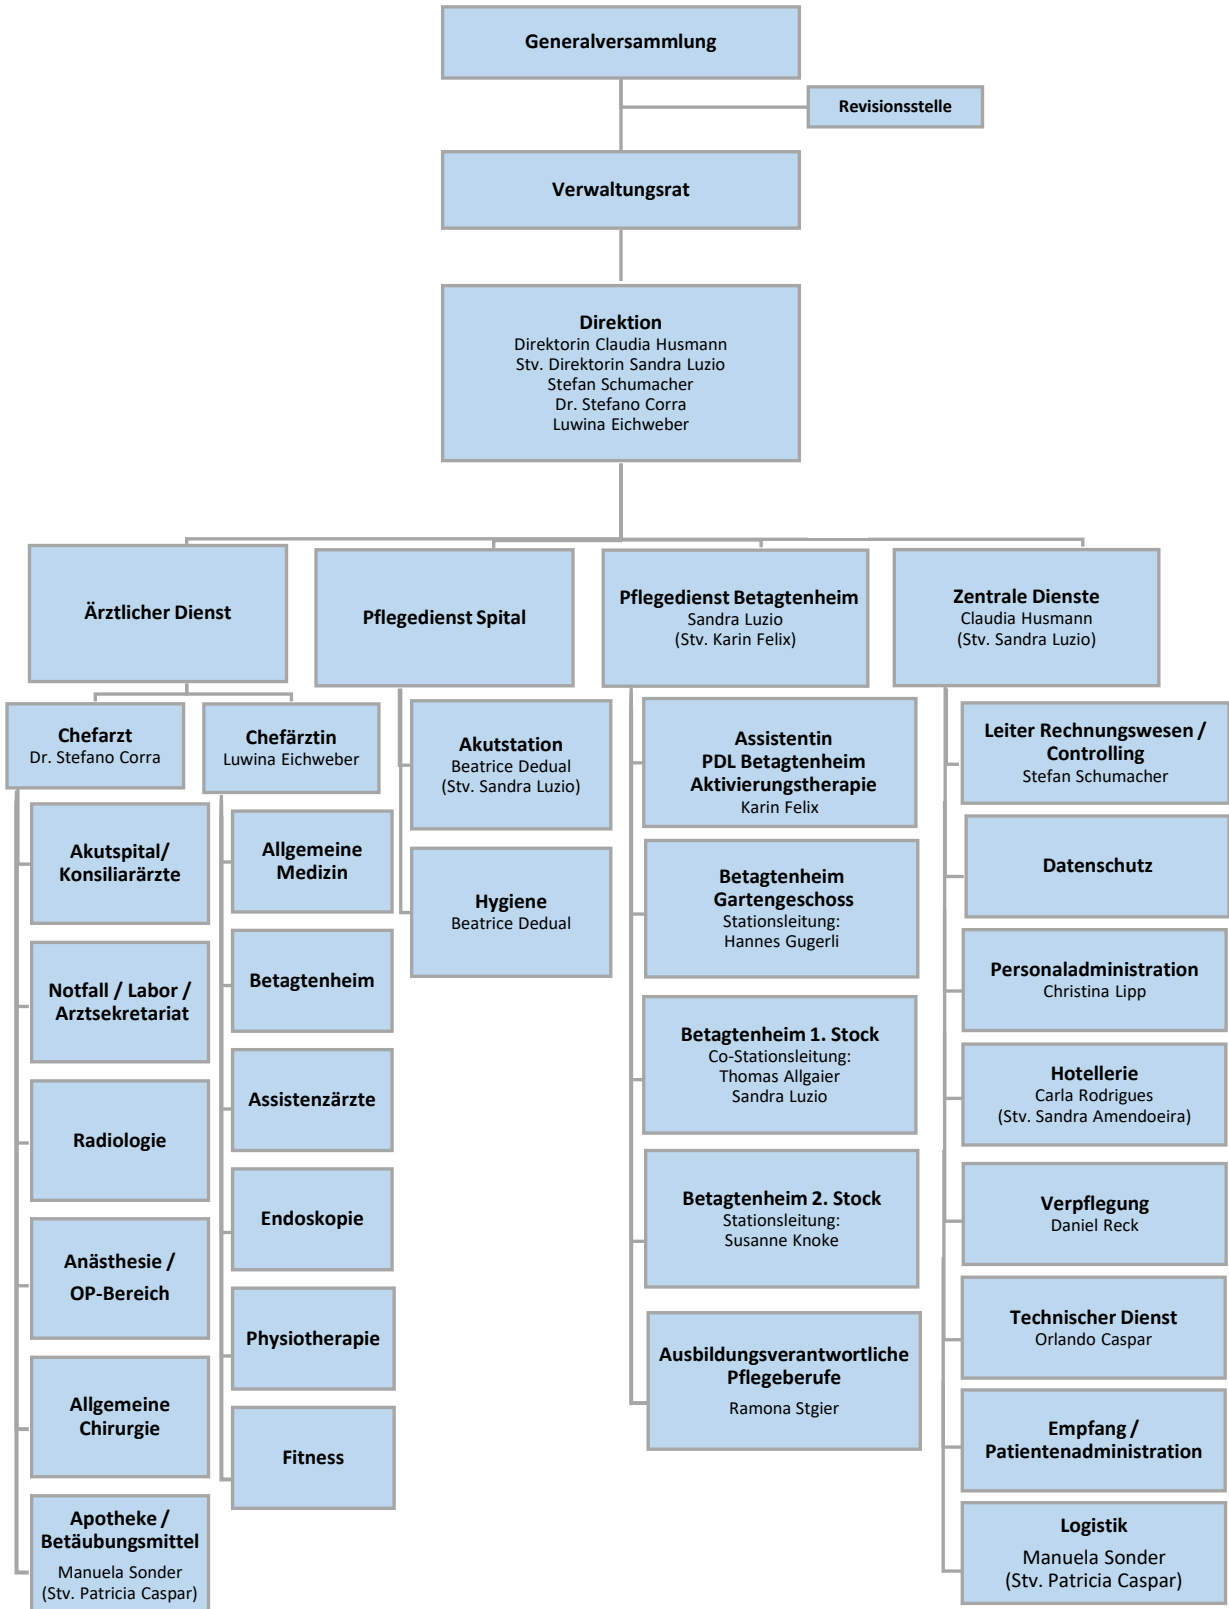 Generalversammlung
Revisionsstelle
Verwaltungsrat
Direktion
Direktorin Claudia Husmann
Stv. Direktorin Sandra Luzio
Stefan Schumacher
Dr. Stefano Corra
Luwina Eichweber
Ärztlicher Dienst
Pflegedienst Spital
Pflegedienst Betagtenheim
Sandra Luzio
(Stv. Karin Felix)
Zentrale Dienste
Claudia Husmann
(Stv. Sandra Luzio)
Chefarzt
Dr. Stefano Corra
Akutspital/
Konsiliarärzte
Notfall / Labor /
Arztsekretariat
Radiologie
Anästhesie /
OP-Bereich
Allgemeine
Chirurgie
Apotheke /
Betäubungsmittel
Manuela Sonder
(Stv. Patricia Caspar)
Chefärztin
Luwina Eichweber
Allgemeine
Medizin
Betagtenheim
Assistenzärzte
Endoskopie
Physiotherapie
Fitness
Akutstation
Beatrice Dedual
(Stv. Sandra Luzio)
Hygiene
Beatrice Dedual
Assistentin
PDL Betagtenheim
Aktivierungstherapie
Karin Felix
Betagtenheim
Gartengeschoss
Stationsleitung:
Hannes Gugerli
Betagtenheim 1. Stock
Co-Stationsleitung:
Thomas Allgaier
Sandra Luzio
Betagtenheim 2. Stock
Stationsleitung:
Susanne Knoke
Ausbildungsverantwortliche
Pflegeberufe
Ramona Stgier
Leiter Rechnungswesen /
Controlling
Stefan Schumacher
Datenschutz
Personaladministration
Christina Lipp
Hotellerie
Carla Rodrigues
(Stv. Sandra Amendoeira)
Verpflegung
Daniel Reck
Technischer Dienst
Orlando Caspar
Empfang /
Patientenadministration
Logistik
Manuela Sonder
(Stv. Patricia Caspar)